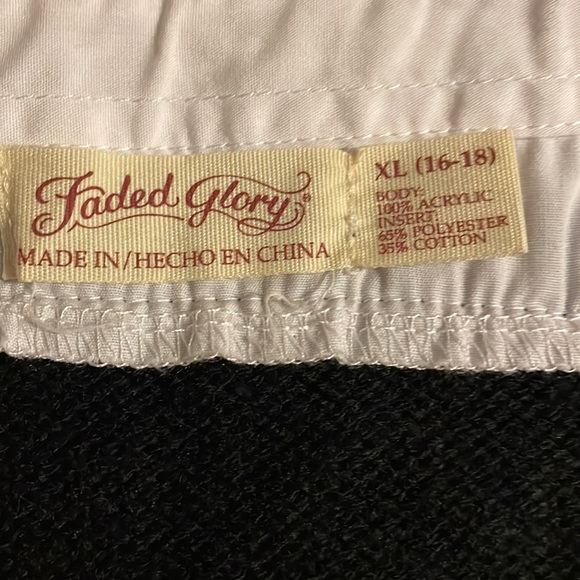 Faded Glory®
MADE IN/HECHO EN CHINA
XL (16-18)
BODY:
100% ACRYLIC
INSERT:
65% POLYESTER
35% COTTON